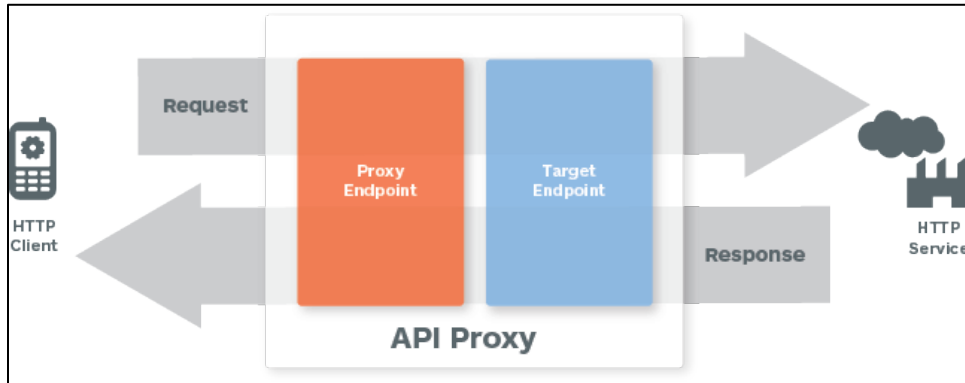 Request
Proxy
Endpoint
Target
Endpoint
HTTP
Client
HTTP
Service
Response
API Proxy